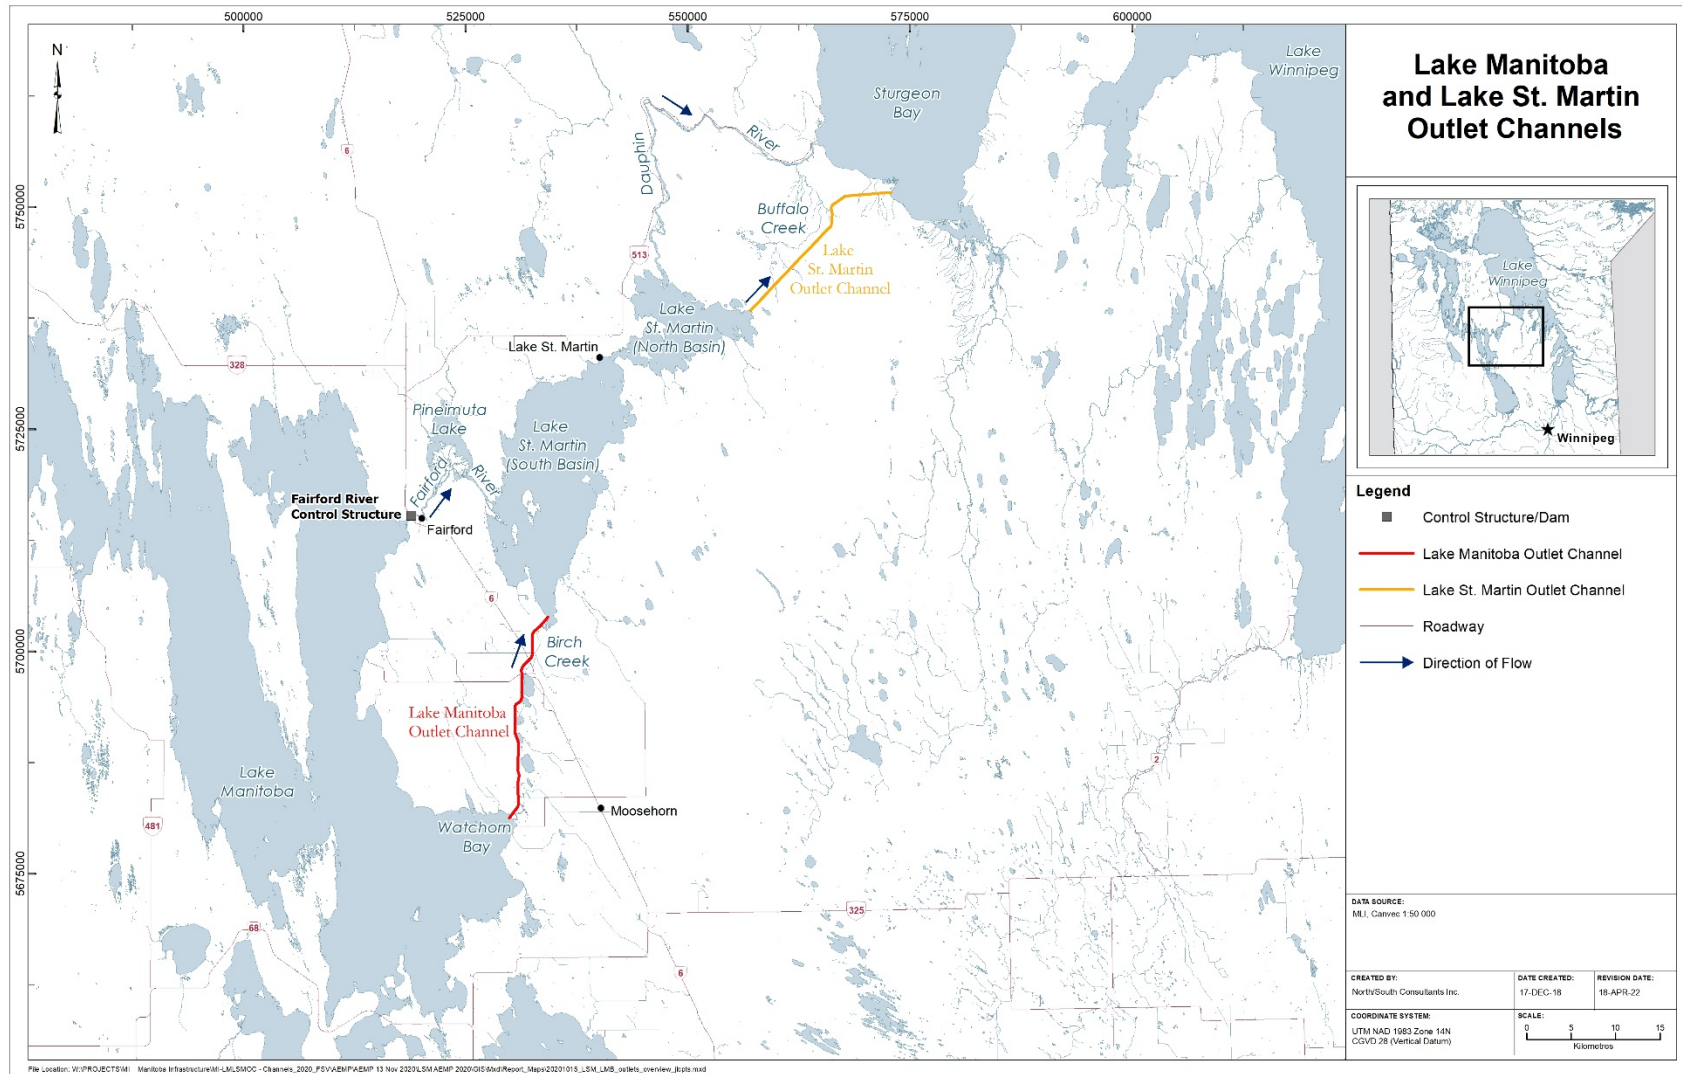 500000
525000
550000
575000
600000
5750000
5725000
5700000
5675000
N
Lake
Winnipeg
Sturgeon
Bay
Dauphin
River
Buffalo
Creek
Lake
St. Martin
Outlet Channel
6
513
Lake
St. Martin
(North Basin)
Lake St. Martin
328
Pineimuta
Lake
Lake
St. Martin
(South Basin)
Fairford
River
Fairford River
Control Structure
Fairford
6
Birch
Creek
Lake Manitoba
Outlet Channel
Lake
Manitoba
Watchorn
Bay
Moosehorn
2
481
68
325
6
Lake Manitoba
and Lake St. Martin
Outlet Channels
Lake
Winnipeg
Winnipeg
Legend
Control Structure/Dam
Lake Manitoba Outlet Channel
Lake St. Martin Outlet Channel
Roadway
Direction of Flow
DATA SOURCE:
MLI, Canvec 1:50 000
CREATED BY:
North/South Consultants Inc.
DATE CREATED:
17-DEC-18
REVISION DATE:
18-APR-22
COORDINATE SYSTEM:
UTM NAD 1983 Zone 14N
CGVD 28 (Vertical Datum)
SCALE:
0 5 10 15
Kilometres